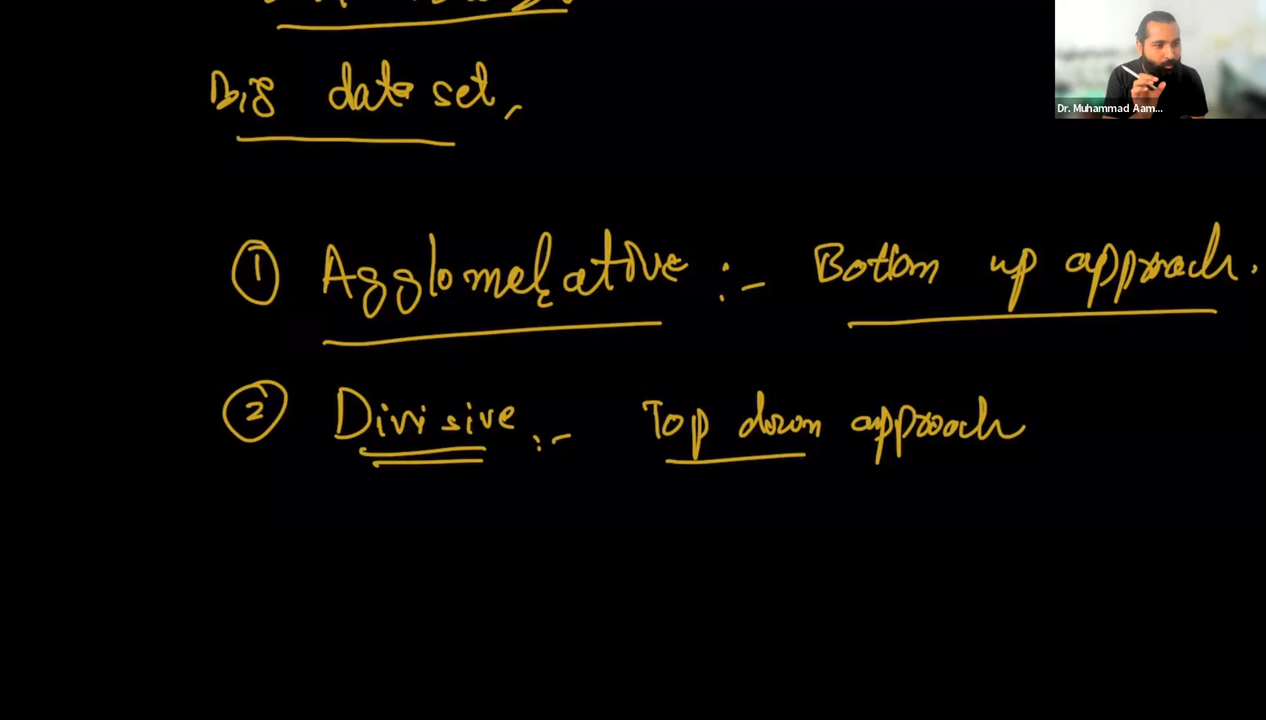 Dr. Muhammad Aam...
Big data set,
① Agglomerative :- Bottom up approach.
② Divisive :- Top down approach